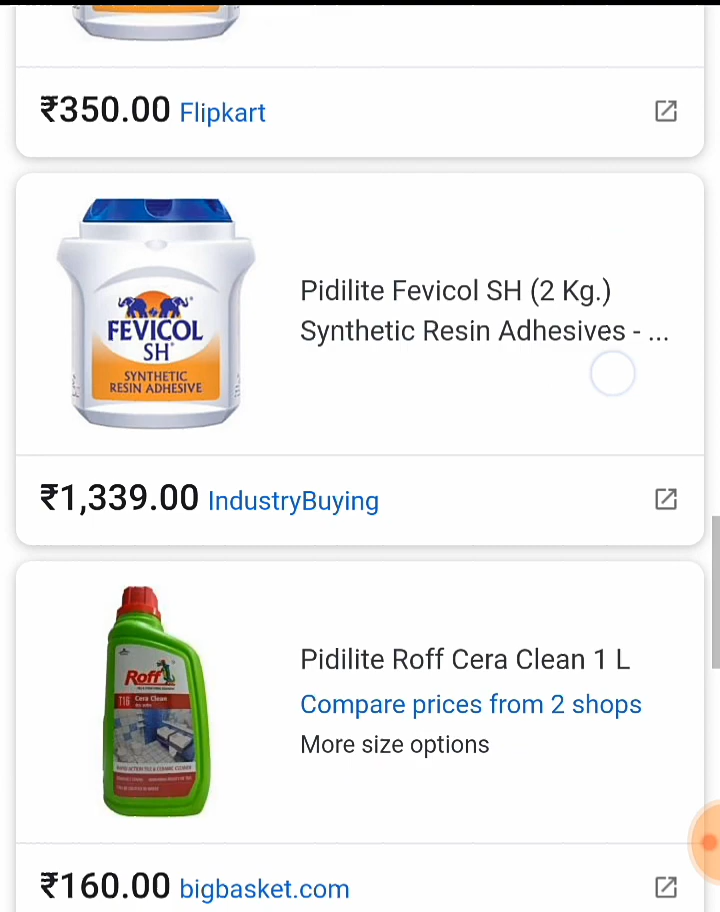 ₹350.00 Flipkart
FEVICOL
SH
SYNTHETIC
RESIN ADHESIVE
Pidilite Fevicol SH (2 Kg.)
Synthetic Resin Adhesives - ...
₹1,339.00 IndustryBuying
Roff
T16 Cera Clean
Pidilite Roff Cera Clean 1 L
Compare prices from 2 shops
More size options
₹160.00 bigbasket.com